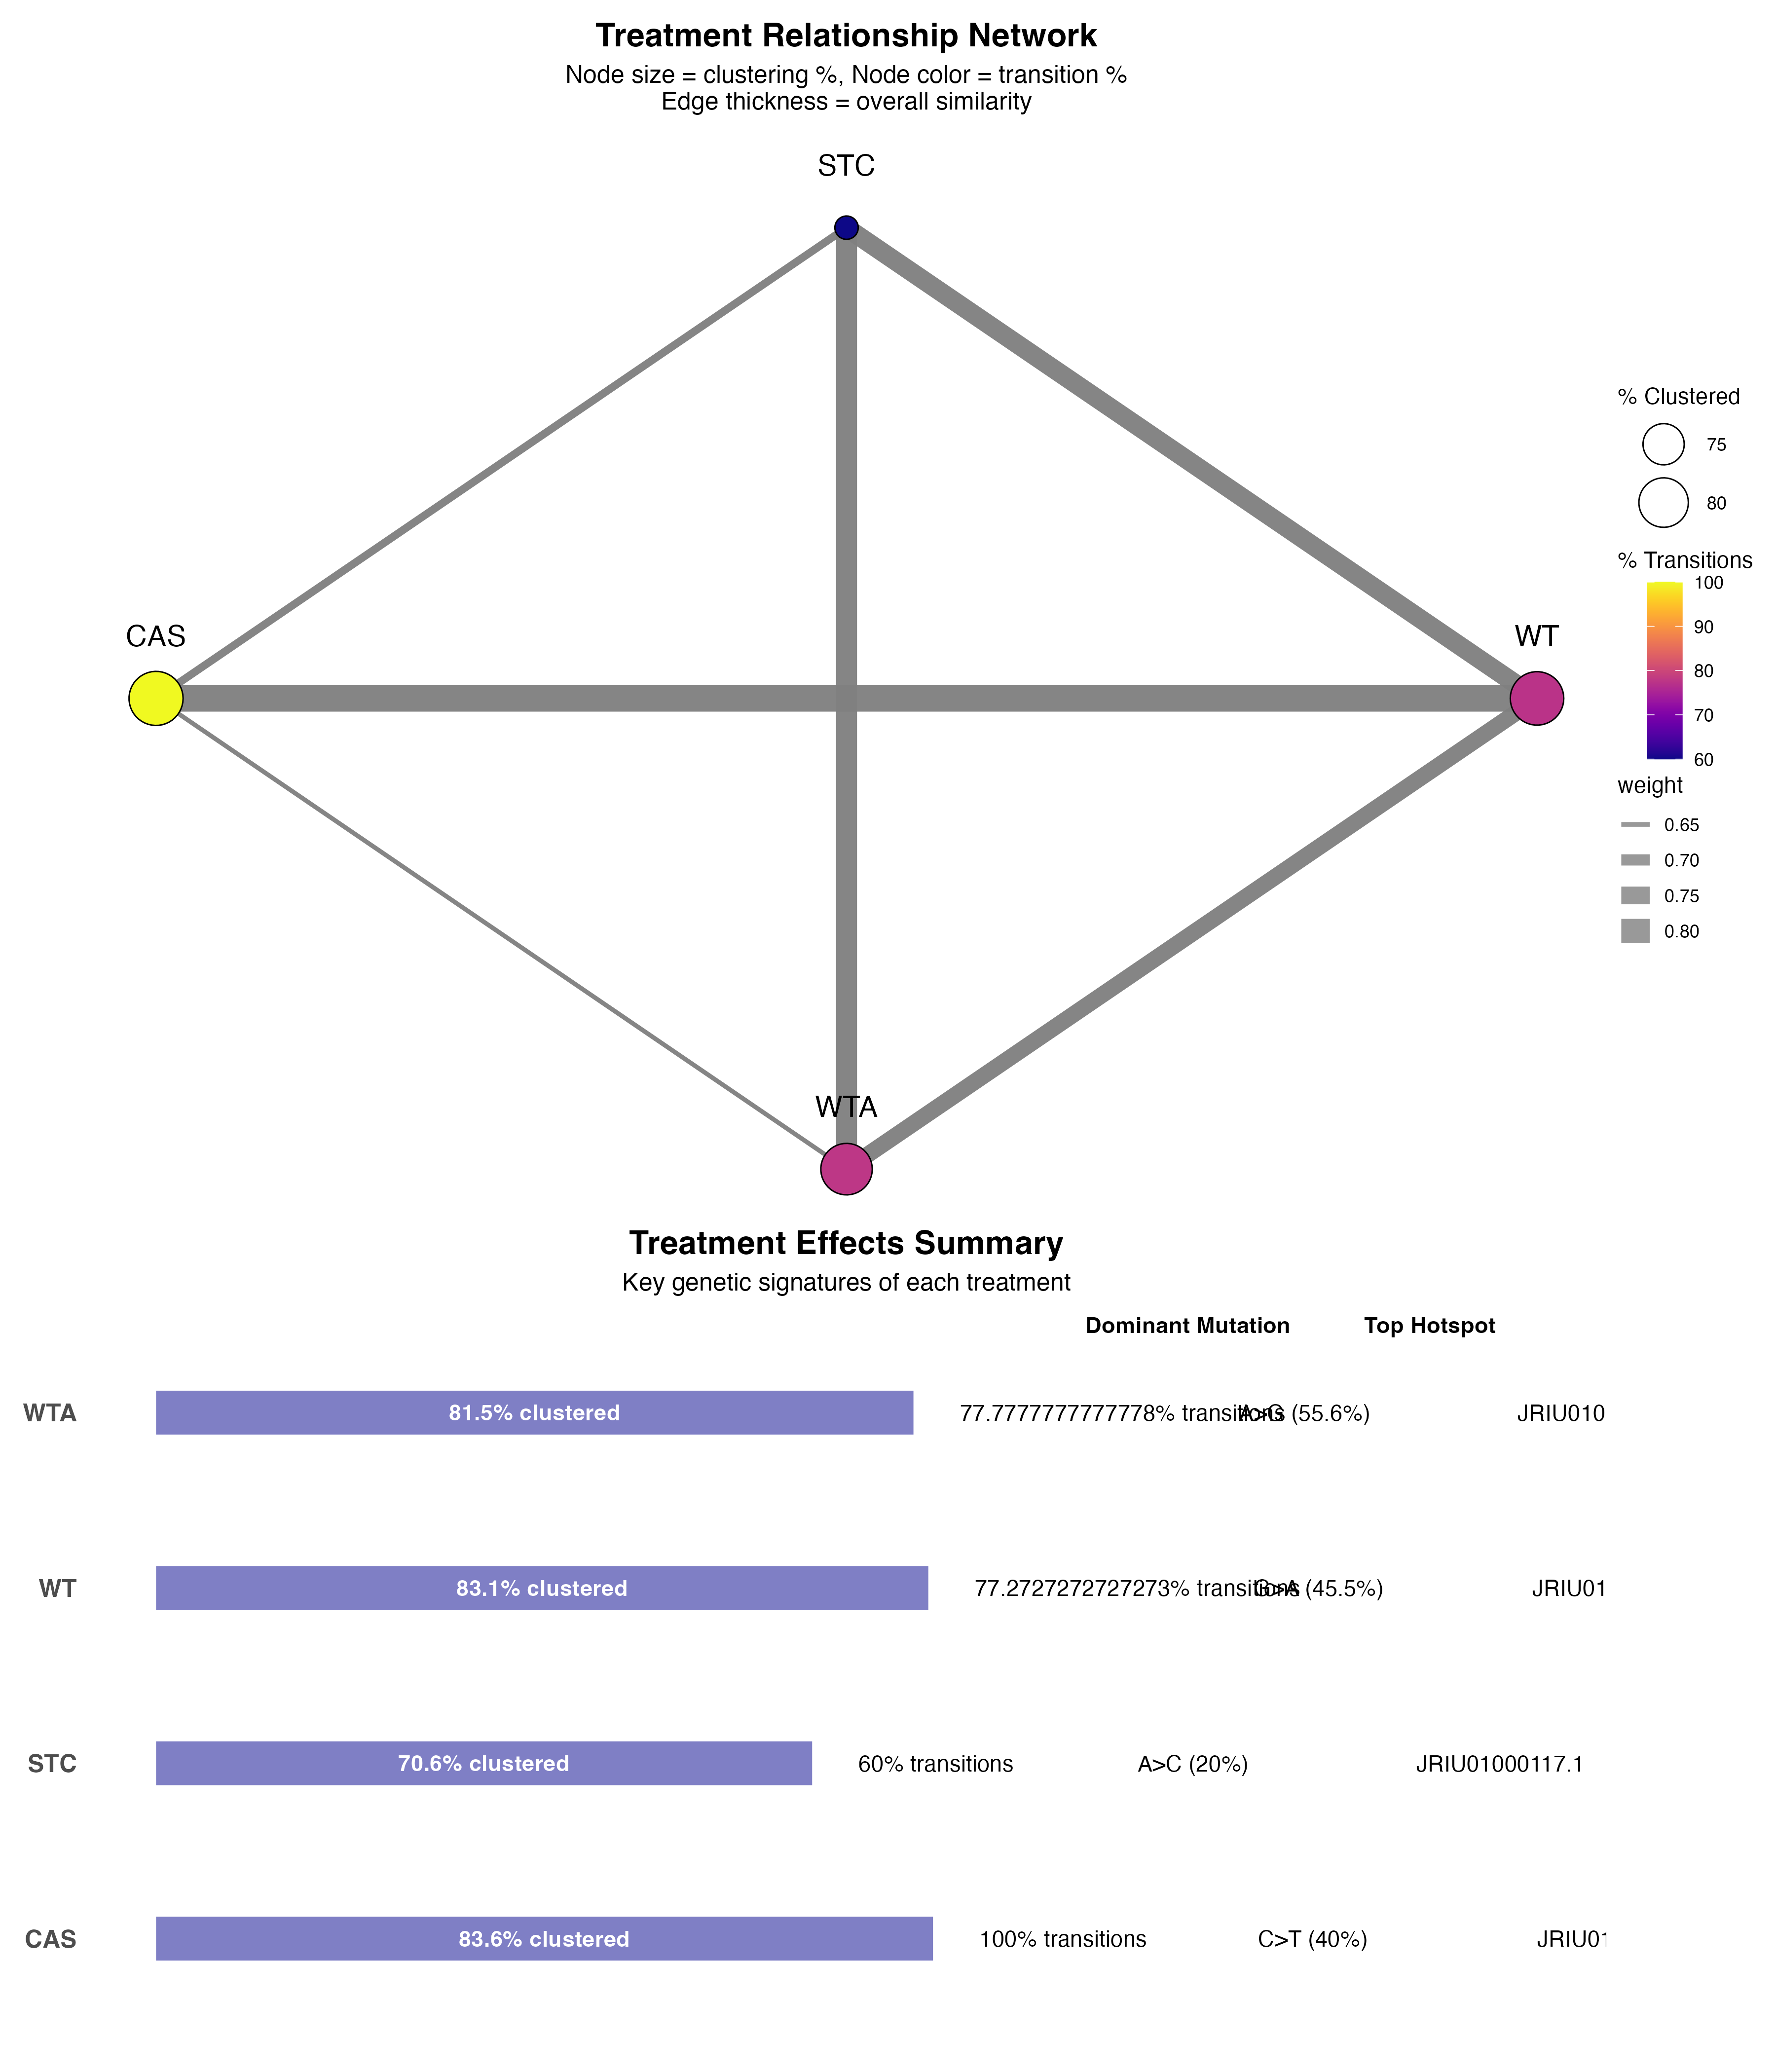 Treatment Relationship Network
Node size = clustering %, Node color = transition %
Edge thickness = overall similarity
STC
CAS
WT
WTA
% Clustered
75
80
% Transitions
100
90
80
70
60
weight
0.65
0.70
0.75
0.80
Treatment Effects Summary
Key genetic signatures of each treatment
Dominant Mutation Top Hotspot
WTA 81.5% clustered 77.7777777777778% transitions A>G (55.6%) JRIU010
WT 83.1% clustered 77.2727272727273% transitions G>A (45.5%) JRIU01
STC 70.6% clustered 60% transitions A>C (20%) JRIU01000117.1
CAS 83.6% clustered 100% transitions C>T (40%) JRIU01